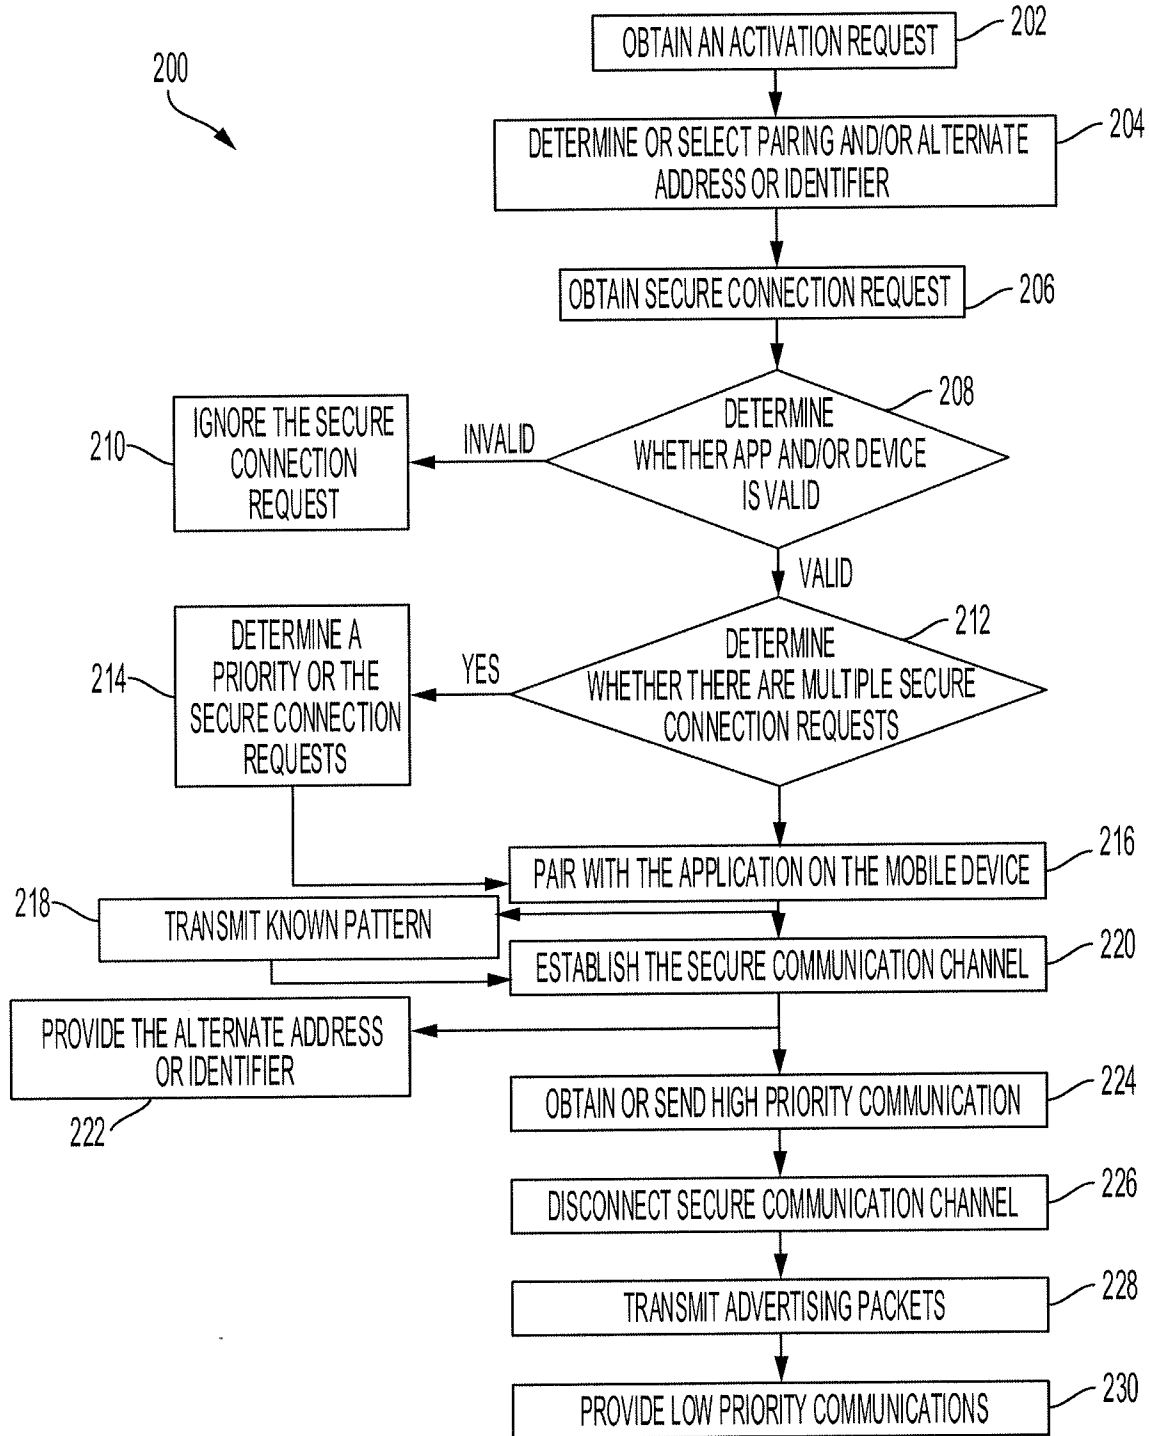 200
OBTAIN AN ACTIVATION REQUEST
202
DETERMINE OR SELECT PAIRING AND/OR ALTERNATE
ADDRESS OR IDENTIFIER
204
OBTAIN SECURE CONNECTION REQUEST
206
DETERMINE
WHETHER APP AND/OR DEVICE
IS VALID
208
INVALID
IGNORE THE SECURE
CONNECTION
REQUEST
210
VALID
DETERMINE
WHETHER THERE ARE MULTIPLE SECURE
CONNECTION REQUESTS
212
YES
DETERMINE A
PRIORITY OR THE
SECURE CONNECTION
REQUESTS
214
PAIR WITH THE APPLICATION ON THE MOBILE DEVICE
216
TRANSMIT KNOWN PATTERN
218
ESTABLISH THE SECURE COMMUNICATION CHANNEL
220
PROVIDE THE ALTERNATE ADDRESS
OR IDENTIFIER
222
OBTAIN OR SEND HIGH PRIORITY COMMUNICATION
224
DISCONNECT SECURE COMMUNICATION CHANNEL
226
TRANSMIT ADVERTISING PACKETS
228
PROVIDE LOW PRIORITY COMMUNICATIONS
230